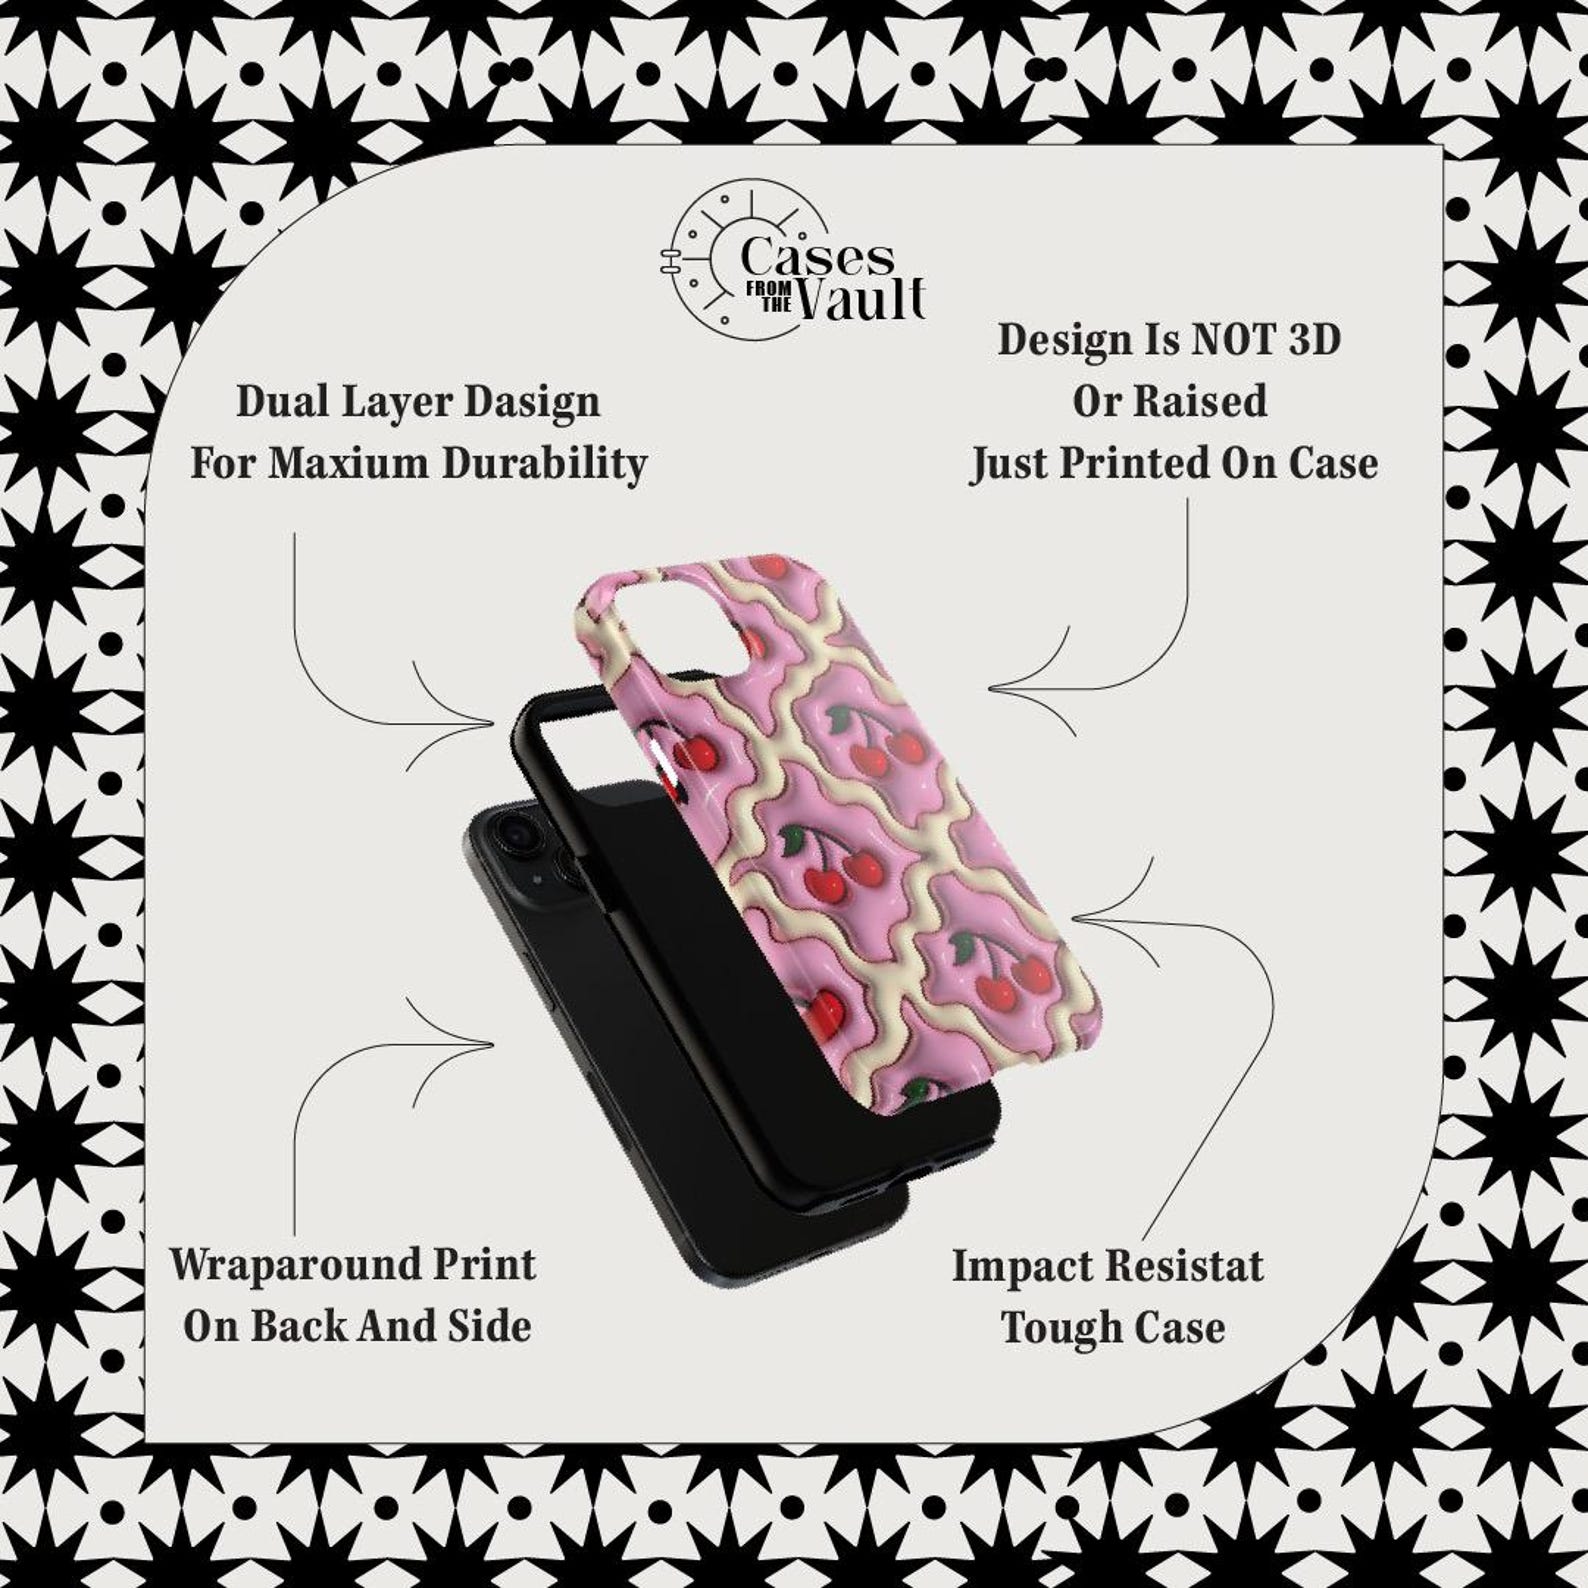 Cases
FROM
THE Vault
Design Is NOT 3D
Or Raised
Just Printed On Case
Dual Layer Dasign
For Maxium Durability
Wraparound Print
On Back And Side
Impact Resistat
Tough Case